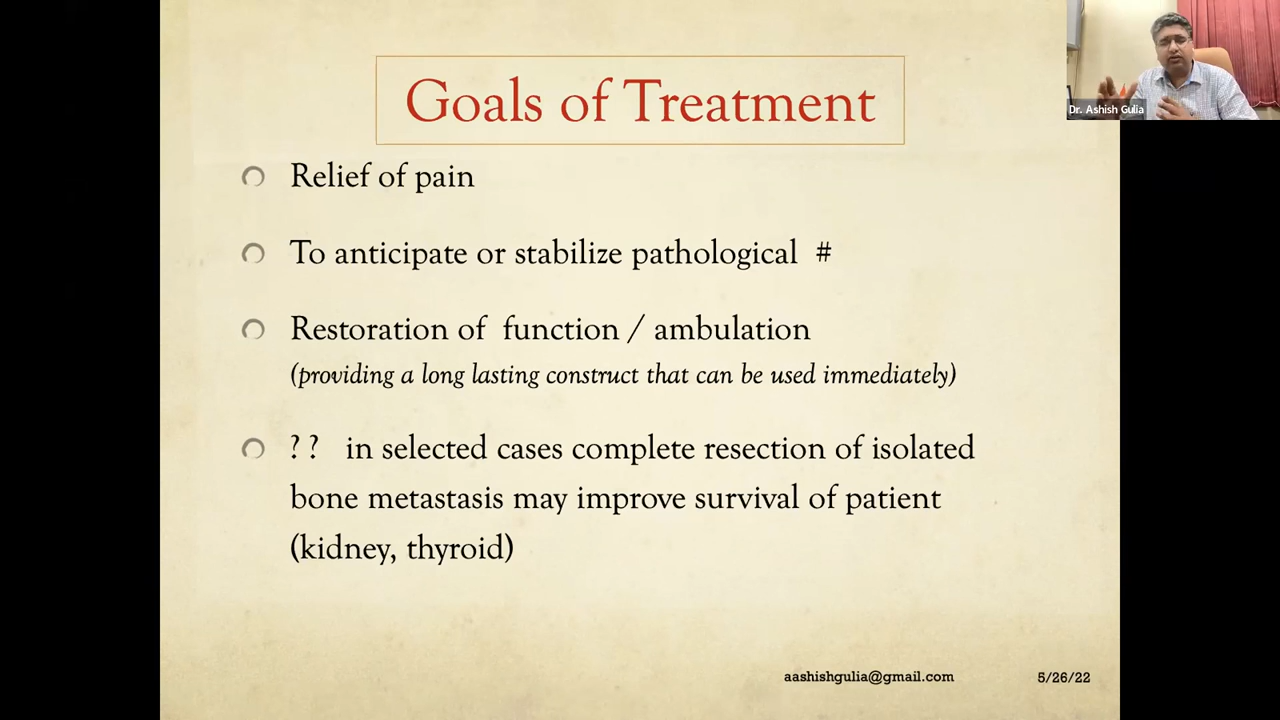 Goals of Treatment
Dr. Ashish Gulia
Relief of pain
To anticipate or stabilize pathological #
Restoration of function / ambulation
(providing a long lasting construct that can be used immediately)
? ? in selected cases complete resection of isolated
bone metastasis may improve survival of patient
(kidney, thyroid)
aashishgulia@gmail.com 5/26/22